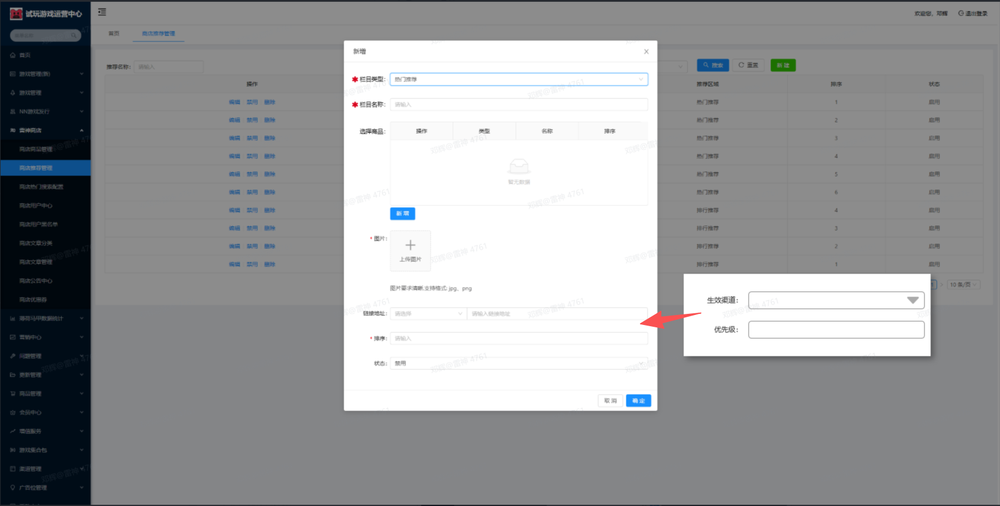 试玩游戏运营中心
欢迎您，邓辉 退出登录
菜单名称
首页 商店推荐管理
首页
游戏管理(新)
游戏管理
NN游戏发行
雷神商店
商店商品管理
商店推荐管理
商店热门搜索配置
商店用户中心
商店用户黑名单
商店文章分类
商店文章管理
商店公告中心
商店优惠券
薄荷马甲数据统计
营销中心
问题管理
更新管理
商品管理
会员中心
增值服务
游戏集合包
渠道管理
广告位管理
推荐名称: 请输入 搜索 重置 新建
操作 推荐区域 排序 状态
编辑 禁用 删除 热门推荐 1 启用
编辑 禁用 删除 热门推荐 2 启用
编辑 禁用 删除 热门推荐 3 启用
编辑 禁用 删除 热门推荐 4 启用
编辑 禁用 删除 热门推荐 5 启用
编辑 禁用 删除 热门推荐 6 启用
编辑 禁用 删除 排行推荐 4 启用
编辑 禁用 删除 排行推荐 3 启用
编辑 禁用 删除 排行推荐 2 启用
编辑 禁用 删除 排行推荐 1 启用
1 > 10 条/页
新增 X
*栏目类型: 热门推荐
*栏目名称: 请输入
选择商品: 操作 类型 名称 排序
暂无数据
新增
* 图片:
上传图片
图片要求清晰.支持格式: jpg、png
链接地址: 请选择 请输入链接地址
* 排序: 请输入
状态: 禁用
取消 确定
生效渠道:
优先级:
邓辉@雷神 4761